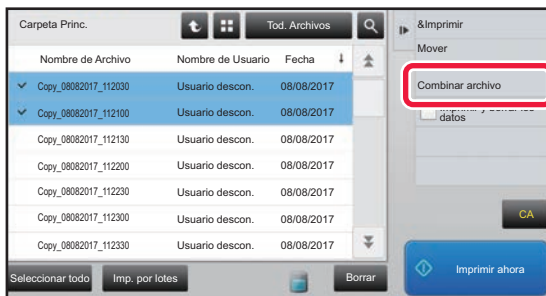 Carpeta Princ.
Tod. Archivos
Nombre de Archivo Nombre de Usuario Fecha
Copy_08082017_112030 Usuario descon. 08/08/2017
Copy_08082017_112100 Usuario descon. 08/08/2017
Copy_08082017_112130 Usuario descon. 08/08/2017
Copy_08082017_112200 Usuario descon. 08/08/2017
Copy_08082017_112230 Usuario descon. 08/08/2017
Copy_08082017_112300 Usuario descon. 08/08/2017
Copy_08082017_112330 Usuario descon. 08/08/2017
Seleccionar todo
Imp. por lotes
Borrar
&Imprimir
Mover
Combinar archivo
datos
CA
Imprimir ahora